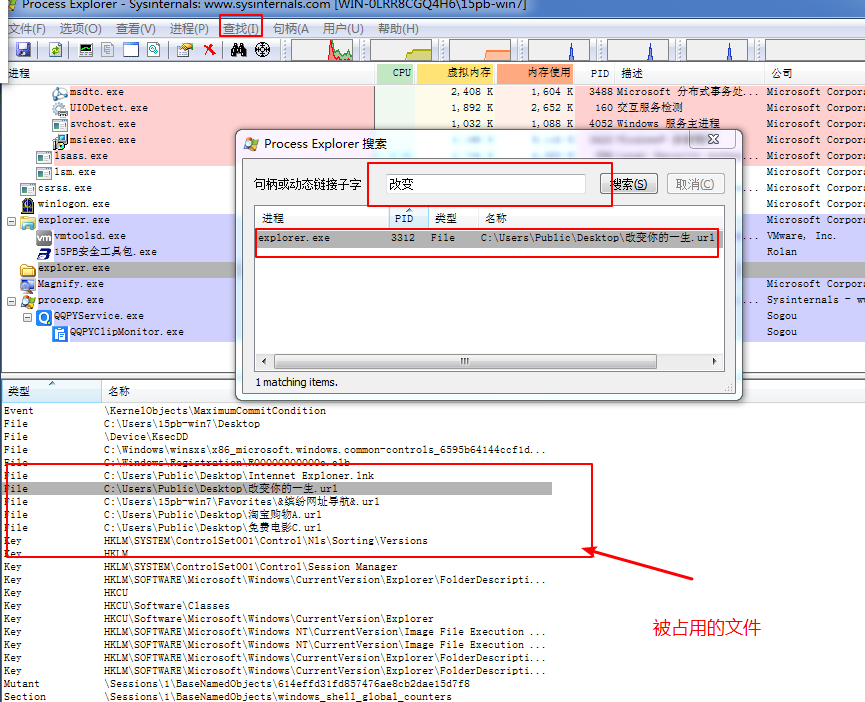 Process Explorer - Sysinternals: www.sysinternals.com [WIN-0LRR8CGQ4H6\15pb-win7]
文件(F) 选项(O) 查看(V) 进程(P) 查找(I) 句柄(A) 用户(U) 帮助(H)
进程 CPU 虚拟内存 内存使用 PID 描述 公司
msdtc.exe 2,408 K 1,604 K 3488 Microsoft 分布式事务处... Microsoft Corpora
UIODetect.exe 1,892 K 2,652 K 160 交互服务检测 Microsoft Corpora
svchost.exe 1,032 K 1,088 K 4052 Windows 服务主进程 Microsoft Corpora
msiexec.exe Microsoft Corpora
lsass.exe Microsoft Corpora
lsm.exe Microsoft Corpora
csrss.exe Microsoft Corpora
winlogon.exe Microsoft Corpora
explorer.exe Microsoft Corpora
vmtoolsd.exe VMware, Inc.
15PB安全工具包.exe Rolan
explorer.exe
Magnify.exe Microsoft Corpora
procexp.exe Sysinternals - ww
QQPYService.exe Sogou
QQPYClipMonitor.exe Sogou
Process Explorer 搜索
句柄或动态链接子字 改变 搜索(S) 取消(C)
进程 PID 类型 名称
explorer.exe 3312 File C:\Users\Public\Desktop\改变你的一生.url
1 matching items.
类型 名称
Event \KernelObjects\MaximumCommitCondition
File C:\Users\15pb-win7\Desktop
File \Device\KsecDD
File C:\Windows\winsxs\x86_microsoft.windows.common-controls_6595b64144ccf1d...
File C:\Windows\Registration\R00000000000e.clb
File C:\Users\Public\Desktop\Internet Explorer.lnk
File C:\Users\Public\Desktop\改变你的一生.url
File C:\Users\15pb-win7\Favorites\&缤纷网址导航&.url
File C:\Users\Public\Desktop\淘宝购物A.url
File C:\Users\Public\Desktop\免费电影C.url
Key HKLM\SYSTEM\ControlSet001\Control\Nls\Sorting\Versions
Key HKLM
Key HKLM\SYSTEM\ControlSet001\Control\Session Manager
Key HKLM\SOFTWARE\Microsoft\Windows\CurrentVersion\Explorer\FolderDescripti...
Key HKCU
Key HKCU\Software\Classes
Key HKCU\Software\Microsoft\Windows\CurrentVersion\Explorer
Key HKLM\SOFTWARE\Microsoft\Windows NT\CurrentVersion\Image File Execution ...
Key HKLM\SOFTWARE\Microsoft\Windows NT\CurrentVersion\Image File Execution ...
Key HKLM\SOFTWARE\Microsoft\Windows\CurrentVersion\Explorer\FolderDescripti...
Key HKLM\SOFTWARE\Microsoft\Windows\CurrentVersion\Explorer\FolderDescripti...
Mutant \Sessions\1\BaseNamedObjects\614effd31fd857476ae8cb2dae15d7f8
Section \Sessions\1\BaseNamedObjects\windows_shell_global_counters
被占用的文件